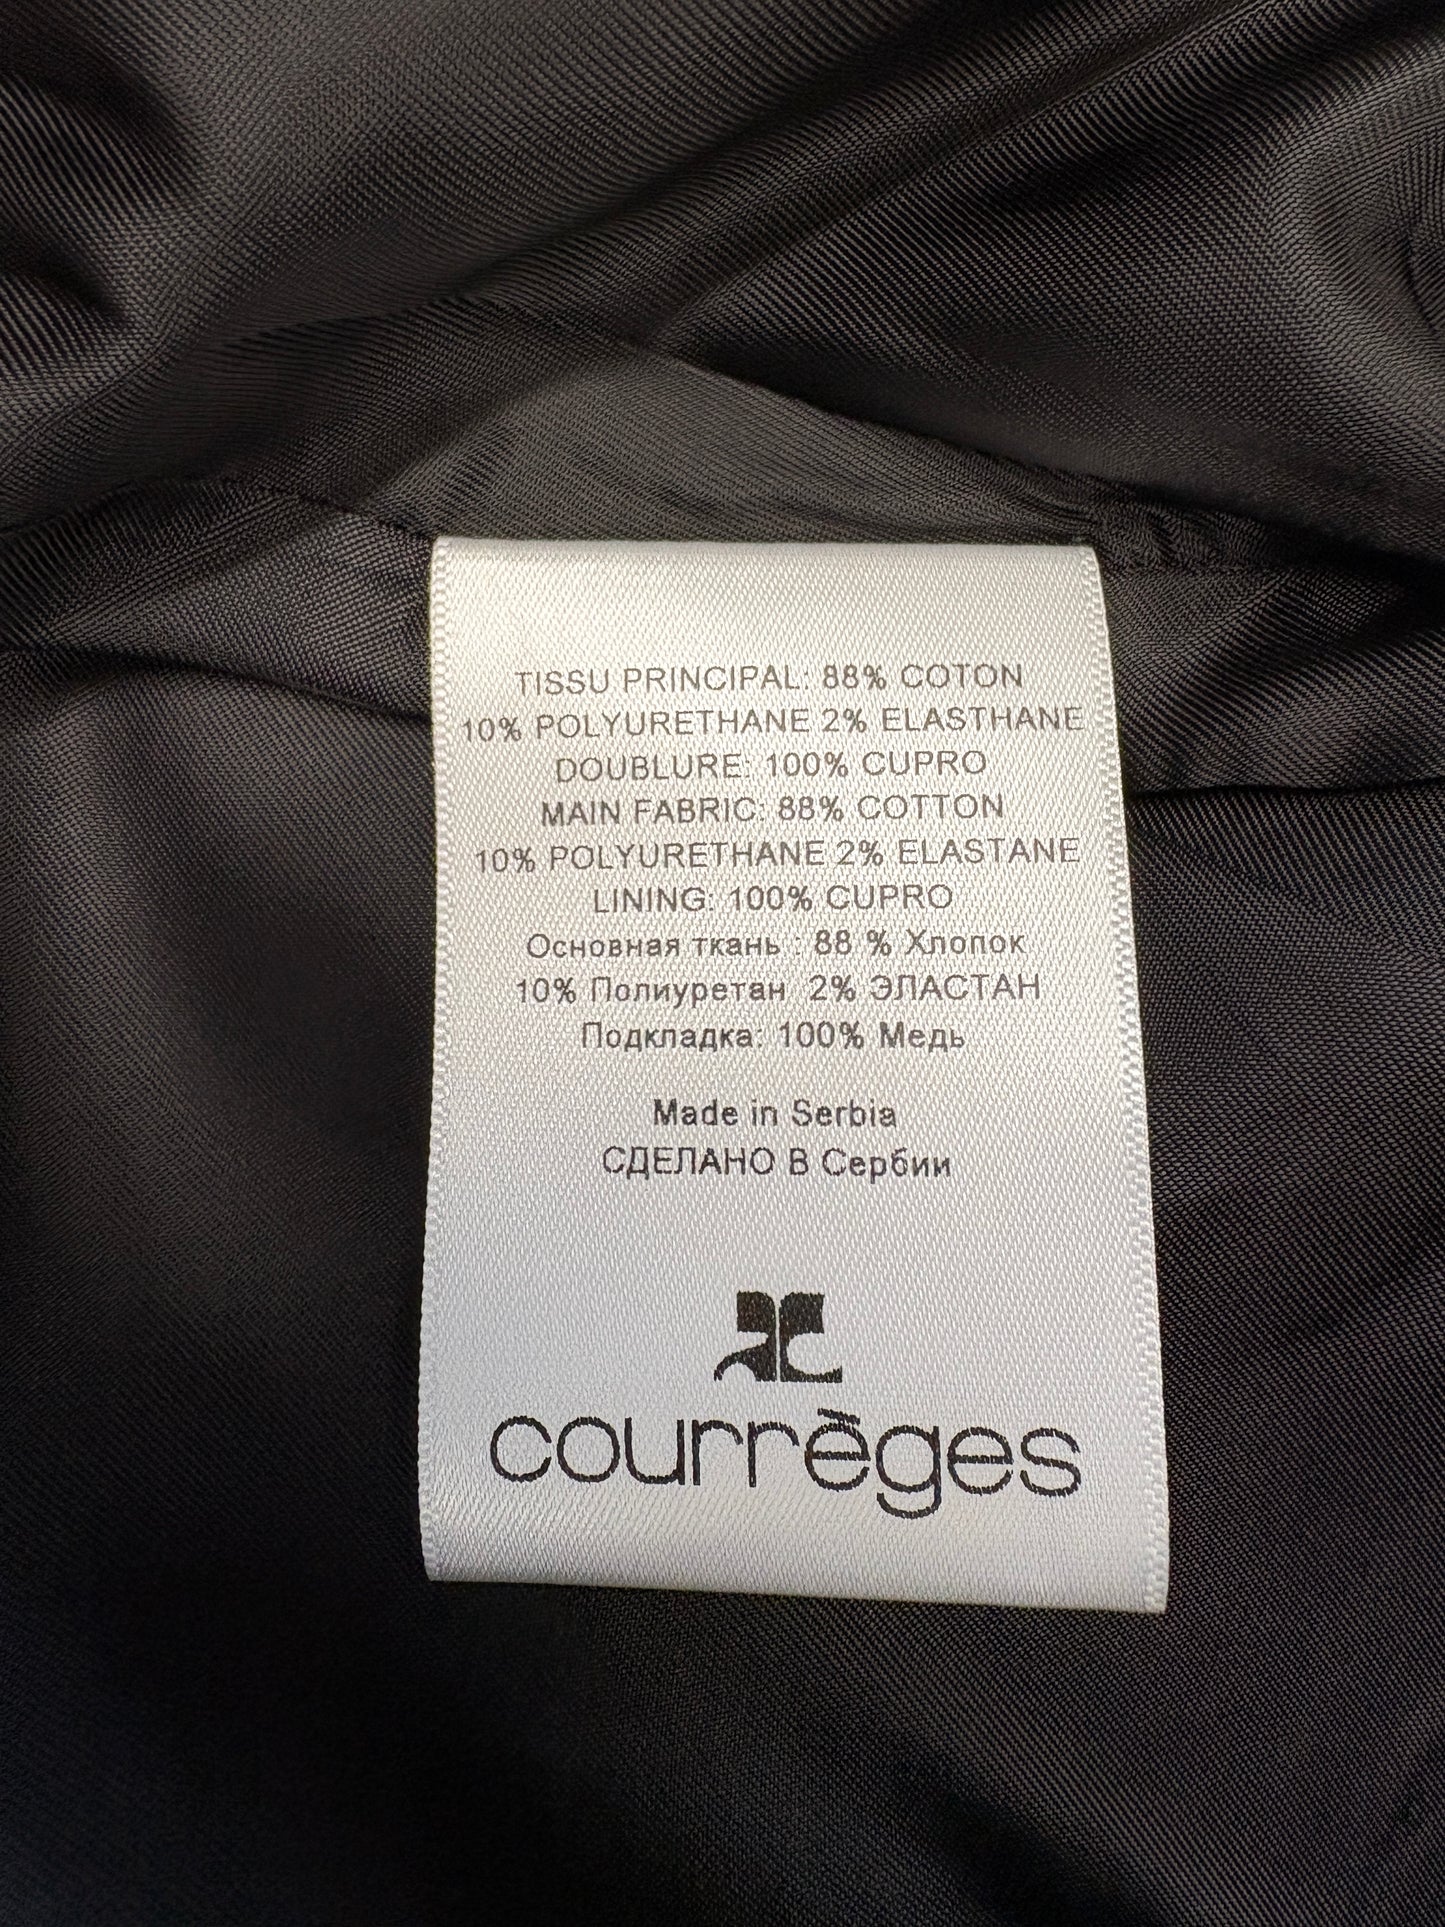 TISSU PRINCIPAL: 88% COTON
10% POLYURETHANE 2% ELASTHANE
DOUBLURE: 100% CUPRO
MAIN FABRIC: 88% COTTON
10% POLYURETHANE 2% ELASTANE
LINING: 100% CUPRO
Основная ткань : 88 % Хлопок
10% Полиуретан 2% ЭЛАСТАН
Подкладка: 100% Медь
Made in Serbia
СДЕЛАНО В Сербии
courrèges